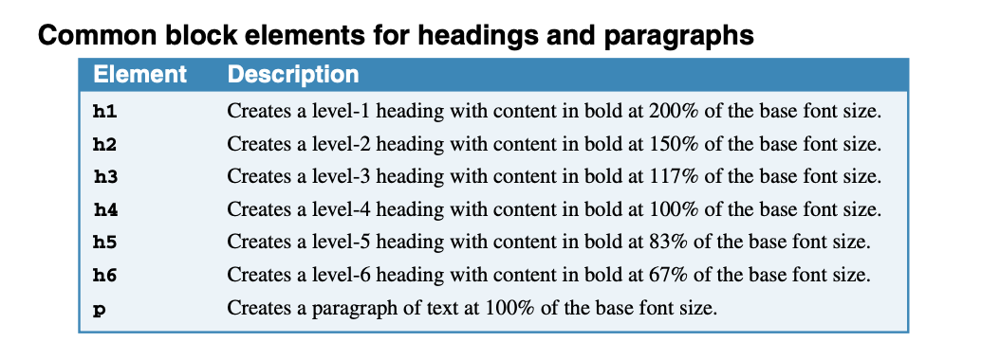 Common block elements for headings and paragraphs
Element Description
h1 Creates a level-1 heading with content in bold at 200% of the base font size.
h2 Creates a level-2 heading with content in bold at 150% of the base font size.
h3 Creates a level-3 heading with content in bold at 117% of the base font size.
h4 Creates a level-4 heading with content in bold at 100% of the base font size.
h5 Creates a level-5 heading with content in bold at 83% of the base font size.
h6 Creates a level-6 heading with content in bold at 67% of the base font size.
p Creates a paragraph of text at 100% of the base font size.